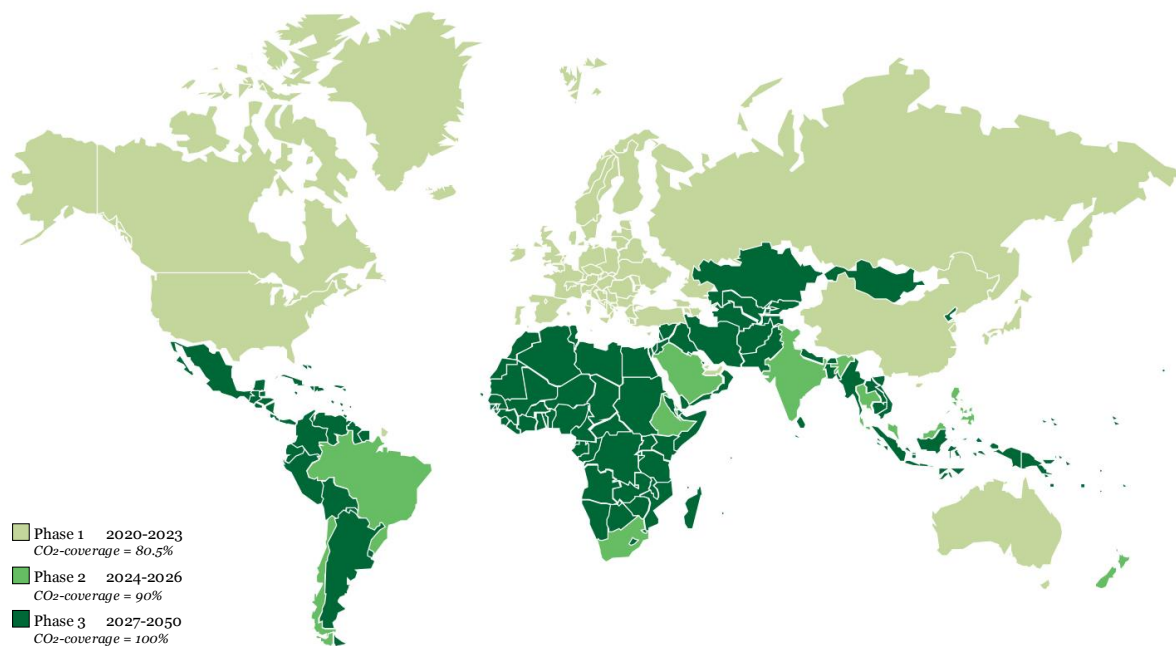 Phase 1 2020-2023
CO2-coverage = 80.5%
Phase 2 2024-2026
CO2-coverage = 90%
Phase 3 2027-2050
CO2-coverage = 100%